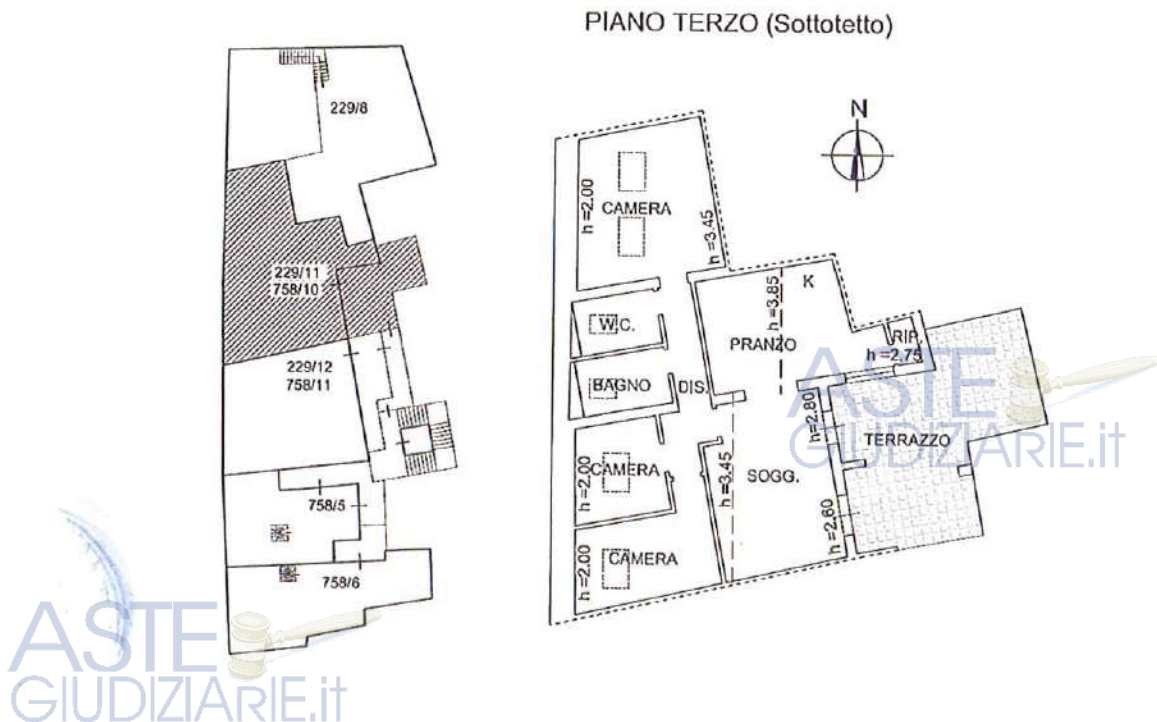 PIANO TERZO (Sottotetto)
229/8
229/11
758/10
229/12
758/11
758/5
758/6
N
h =2.00
CAMERA
h =3.45
K
h =3.85
W.C.
PRANZO
RIP.
h =2.75
BAGNO
DIS.
h =2.80
TERRAZZO
h =2.00
CAMERA
h =3.45
SOGG.
h =2.60
h =2.00
CAMERA
ASTE
GIUDIZIARIE.it
ASTE
GIUDIZIARIE.it